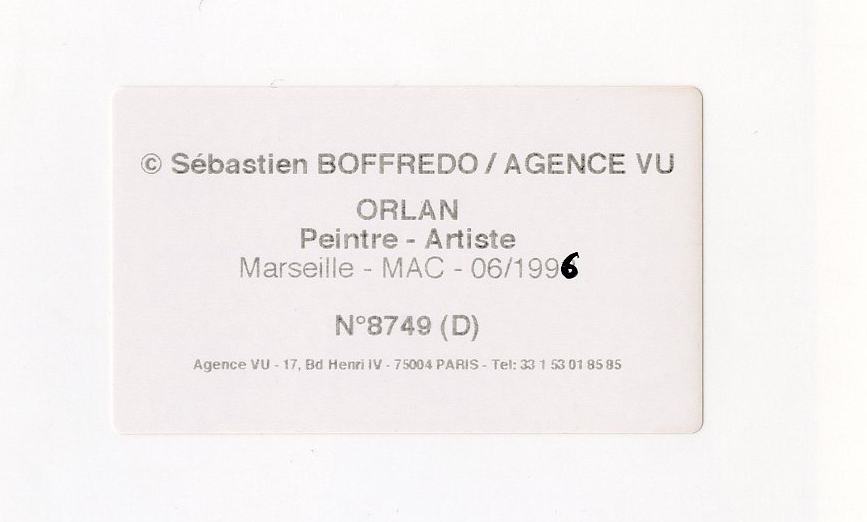 © Sébastien BOFFREDO / AGENCE VU
ORLAN
Peintre - Artiste
Marseille - MAC - 06/1996
N°8749 (D)
Agence VU - 17, Bd Henri IV - 75004 PARIS - Tel: 33 1 53 01 85 85